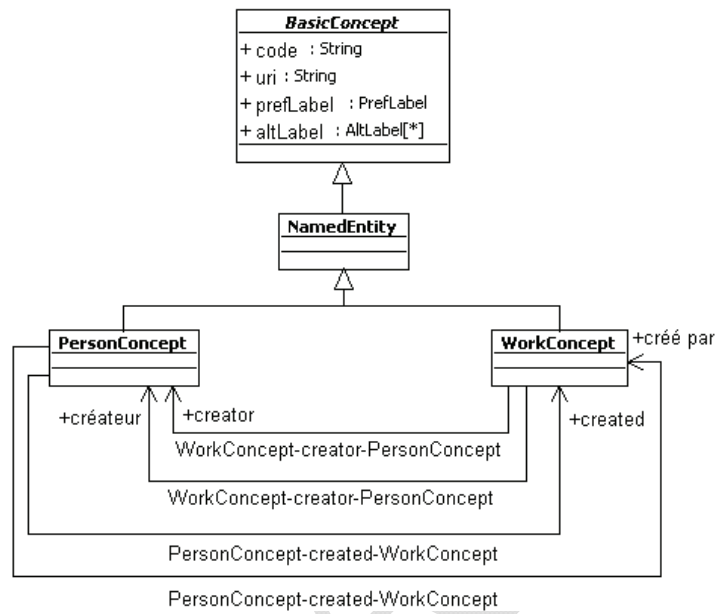 BasicConcept
+ code : String
+ uri : String
+ prefLabel : PrefLabel
+ altLabel : AltLabel[*]
NamedEntity
PersonConcept
WorkConcept
+créé par
+créateur
+creator
+created
WorkConcept-creator-PersonConcept
WorkConcept-creator-PersonConcept
PersonConcept-created-WorkConcept
PersonConcept-created-WorkConcept